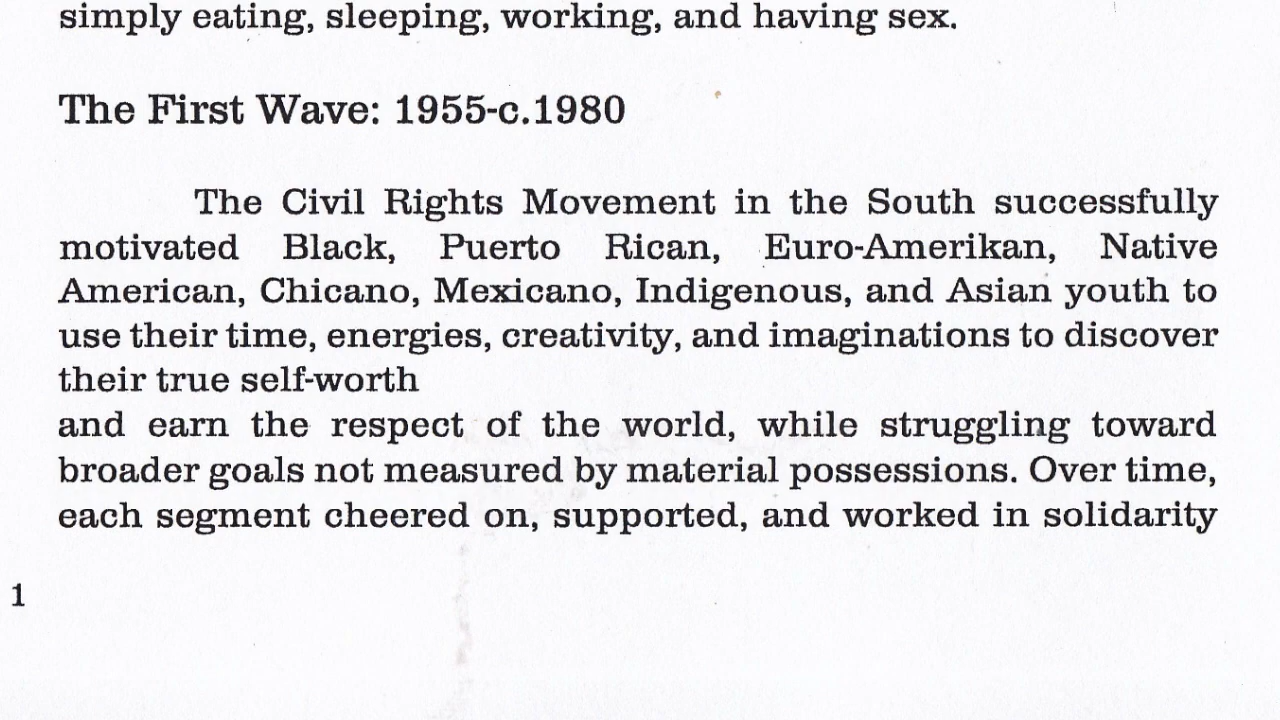 simply eating, sleeping, working, and having sex.
The First Wave: 1955-c.1980
The Civil Rights Movement in the South successfully
motivated Black, Puerto Rican, Euro-Amerikan, Native
American, Chicano, Mexicano, Indigenous, and Asian youth to
use their time, energies, creativity, and imaginations to discover
their true self-worth
and earn the respect of the world, while struggling toward
broader goals not measured by material possessions. Over time,
each segment cheered on, supported, and worked in solidarity
1